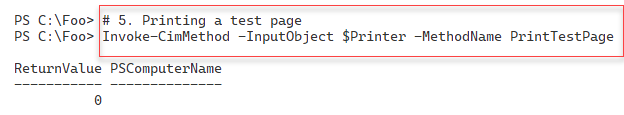 PS C:\Foo> # 5. Printing a test page
PS C:\Foo> Invoke-CimMethod -InputObject $Printer -MethodName PrintTestPage
ReturnValue PSComputerName
----------- --------------
0